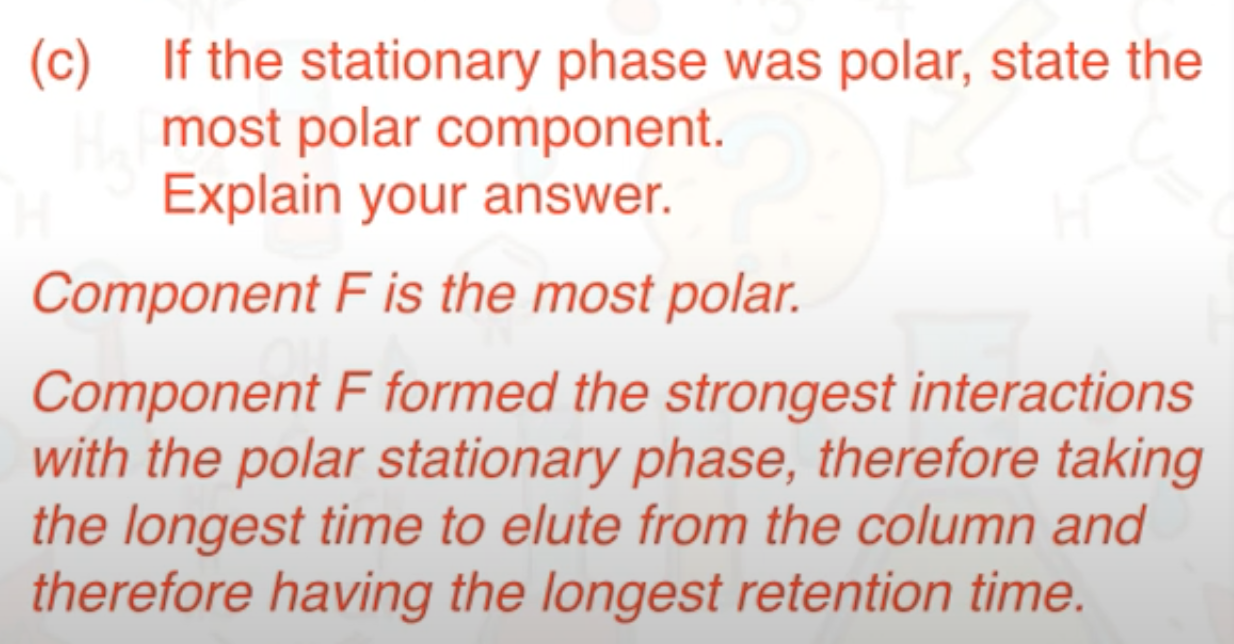 (c) If the stationary phase was polar, state the
most polar component.
Explain your answer.
Component F is the most polar.
Component F formed the strongest interactions
with the polar stationary phase, therefore taking
the longest time to elute from the column and
therefore having the longest retention time.